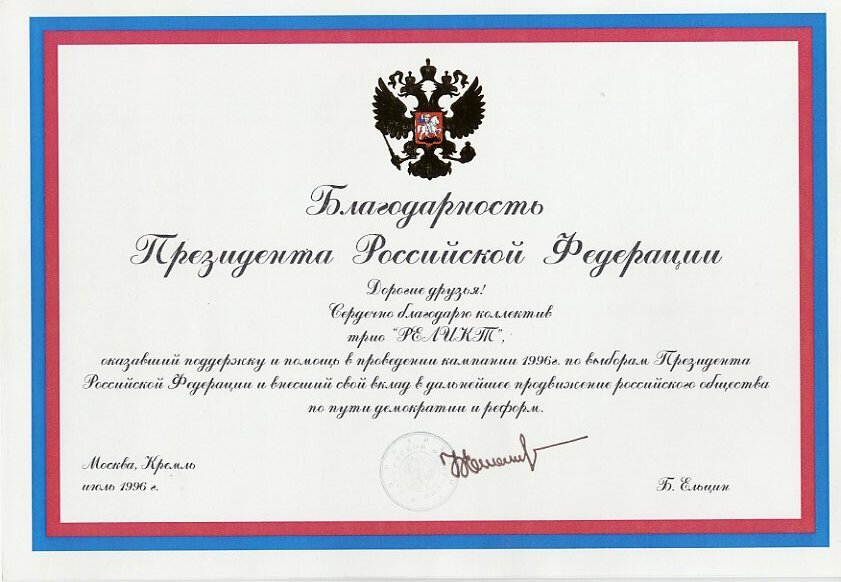 Благодарность
Президента Российской Федерации
Дорогие друзья!
Сердечно благодарю коллектив
трио "РЕЛИКТ",
оказавший поддержку и помощь в проведении кампании 1996г. по выборам Президента
Российской Федерации и внесший свой вклад в дальнейшее продвижение российского общества
по пути демократии и реформ.
Москва, Кремль
июль 1996 г.
Б. Ельцин